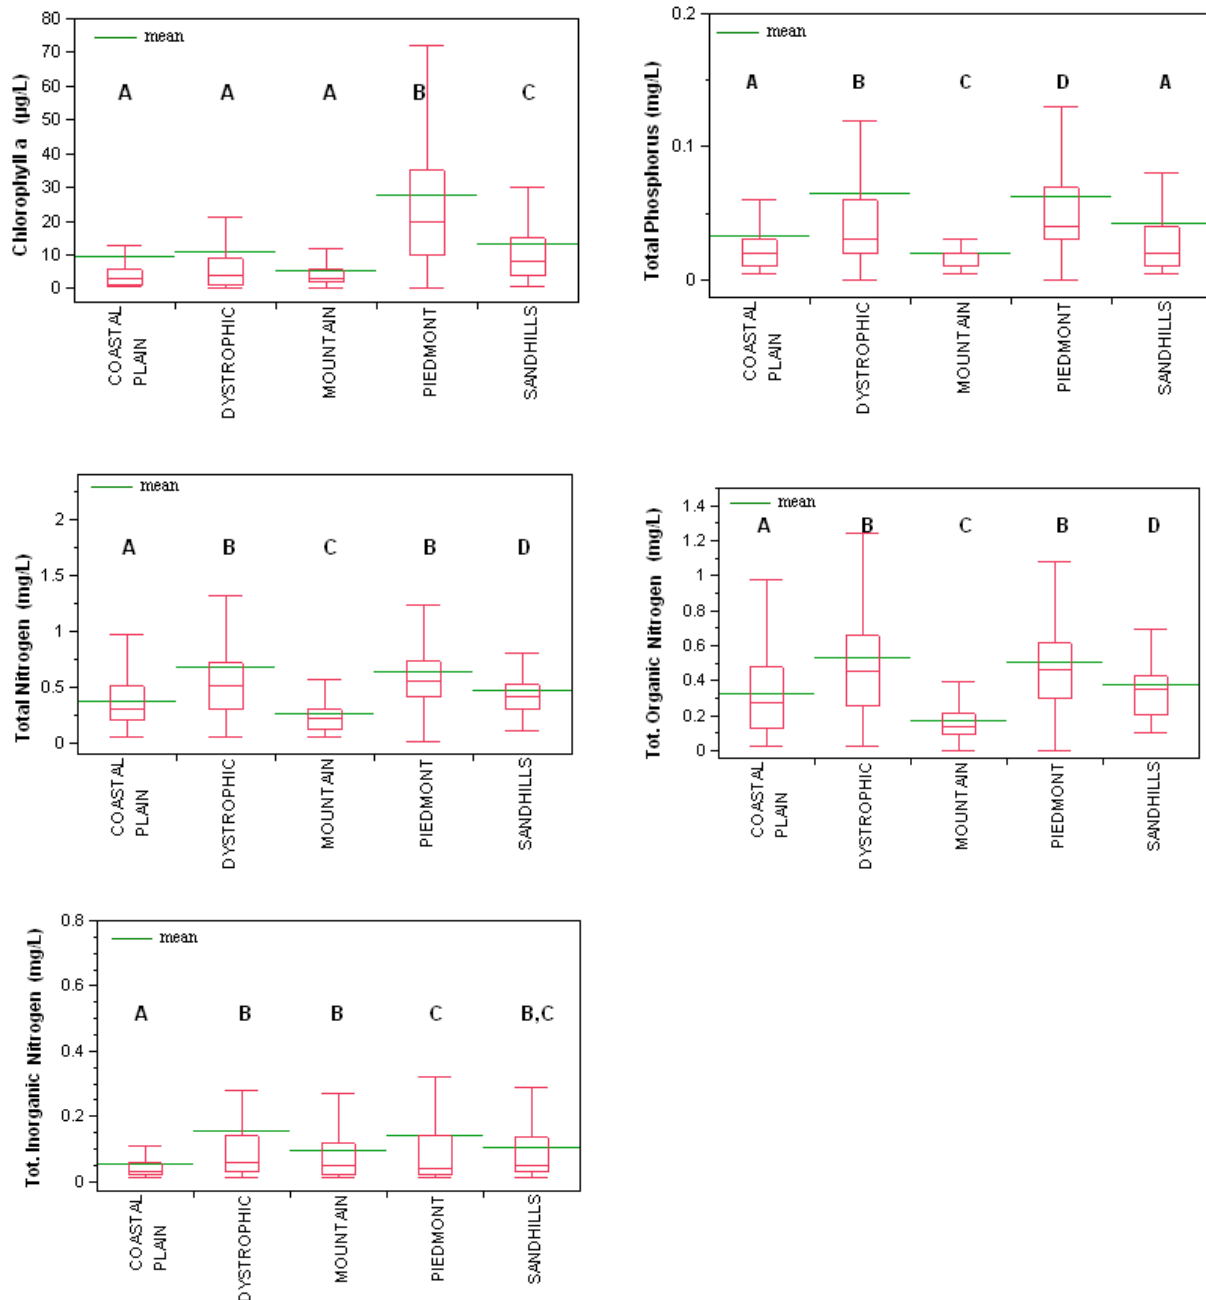 Chlorophyll a (µg/L)
80
70
60
50
40
30
20
10
0
mean
A A A B C
COASTAL
PLAIN
DYSTROPHIC
MOUNTAIN
PIEDMONT
SANDHILLS
Total Phosphorus (mg/L)
0.2
0.1
0
mean
A B C D A
COASTAL
PLAIN
DYSTROPHIC
MOUNTAIN
PIEDMONT
SANDHILLS
Total Nitrogen (mg/L)
2
1.5
1
0.5
0
mean
A B C B D
COASTAL
PLAIN
DYSTROPHIC
MOUNTAIN
PIEDMONT
SANDHILLS
Tot. Organic Nitrogen (mg/L)
1.4
1.2
1
0.8
0.6
0.4
0.2
0
mean
A B C B D
COASTAL
PLAIN
DYSTROPHIC
MOUNTAIN
PIEDMONT
SANDHILLS
Tot. Inorganic Nitrogen (mg/L)
0.8
0.6
0.4
0.2
0
mean
A B B C B,C
COASTAL
PLAIN
DYSTROPHIC
MOUNTAIN
PIEDMONT
SANDHILLS